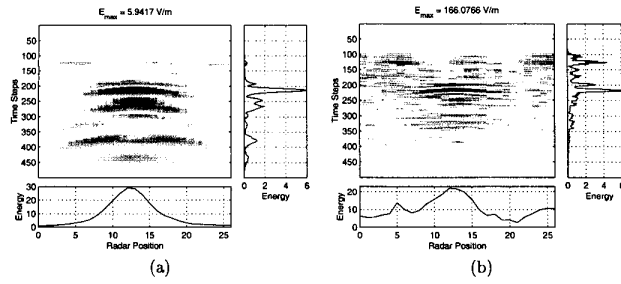 E_max = 5.9417 V/m
50
100
150
200
250
300
350
400
450
Time Steps
0 2 4 6
Energy
30
20
10
0
Energy
0 5 10 15 20 25
Radar Position
(a)
E_max = 166.0766 V/m
50
100
150
200
250
300
350
400
450
Time Steps
0 2 4 6
Energy
20
10
0
Energy
0 5 10 15 20 25
Radar Position
(b)